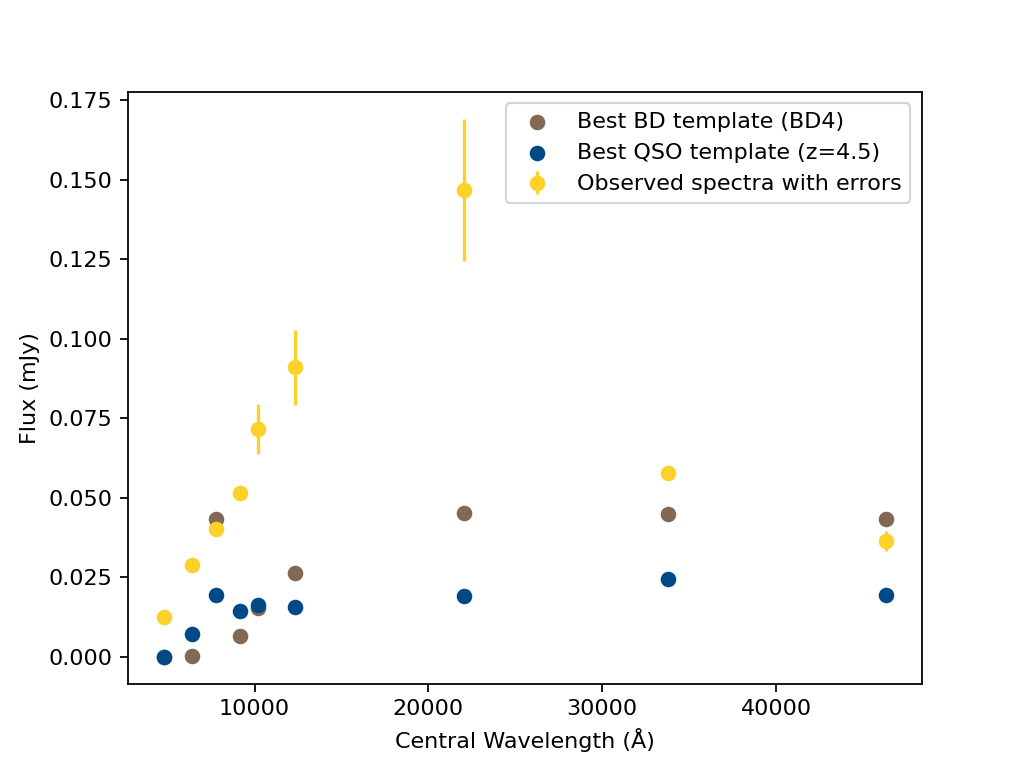 Best BD template (BD4)
Best QSO template (z=4.5)
Observed spectra with errors
0.175
0.150
0.125
0.100
0.075
0.050
0.025
0.000
Flux (mJy)
10000
20000
30000
40000
Central Wavelength (Å)